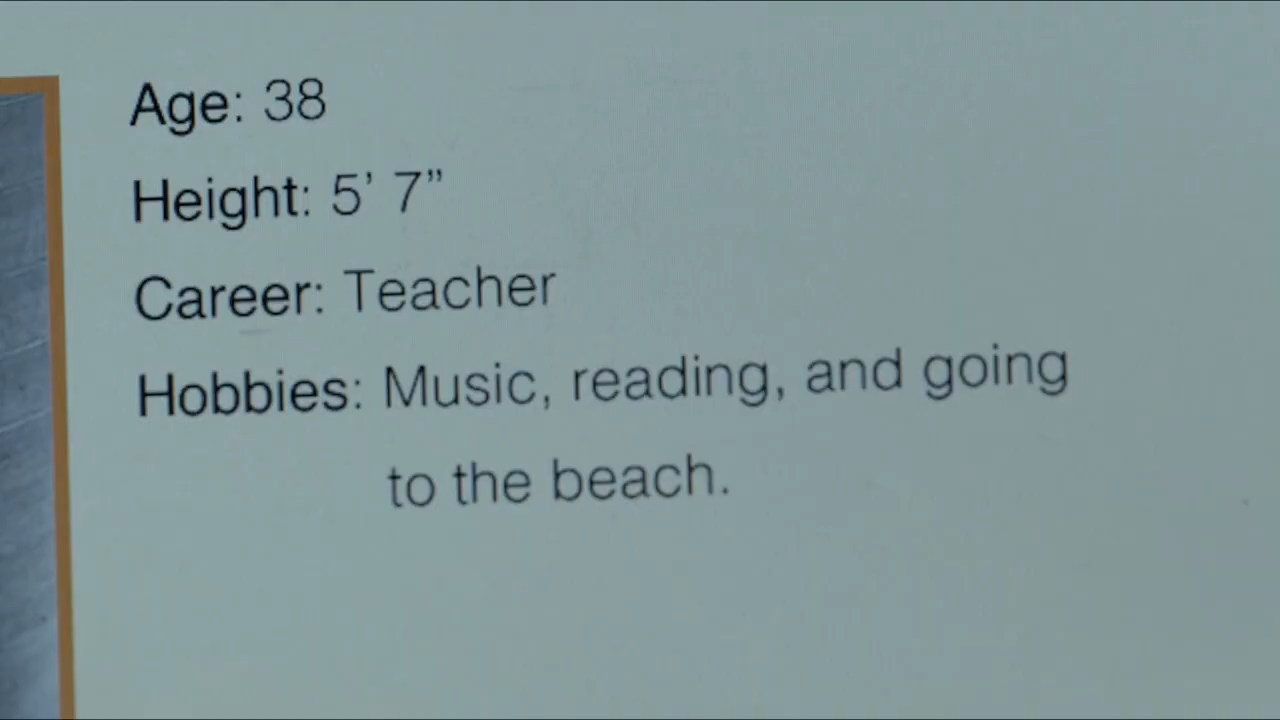 Age: 38
Height: 5’ 7”
Career: Teacher
Hobbies: Music, reading, and going
to the beach.